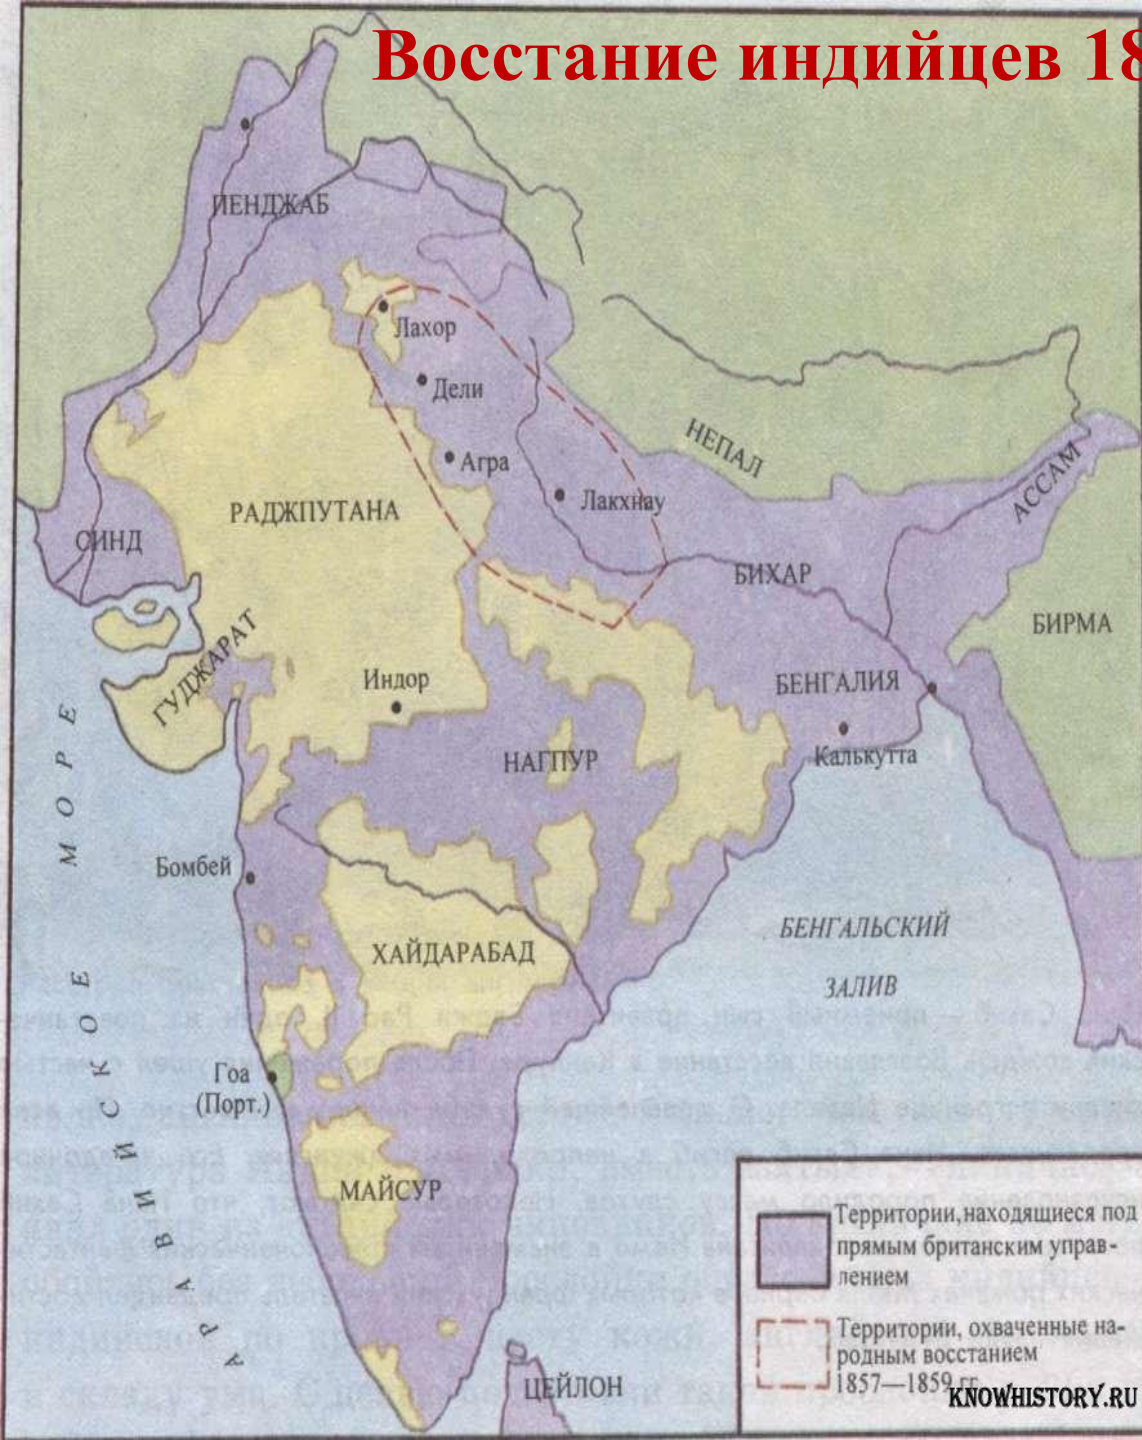 Восстание индийцев 18
ПЕНДЖАБ
Лахор
Дели
Агра
Лакхнау
НЕПАЛ
АССАМ
РАДЖПУТАНА
СИНД
БИХАР
БИРМА
ГУДЖАРАТ
Индор
БЕНГАЛИЯ
Калькутта
НАГПУР
Бомбей
ХАЙДАРАБАД
БЕНГАЛЬСКИЙ
ЗАЛИВ
АРАВИЙСКОЕ МОРЕ
Гоа
(Порт.)
МАЙСУР
ЦЕЙЛОН
Территории, находящиеся под
прямым британским управ-
лением
Территории, охваченные на-
родным восстанием
1857—1859 гг.
KNOWHISTORY.RU